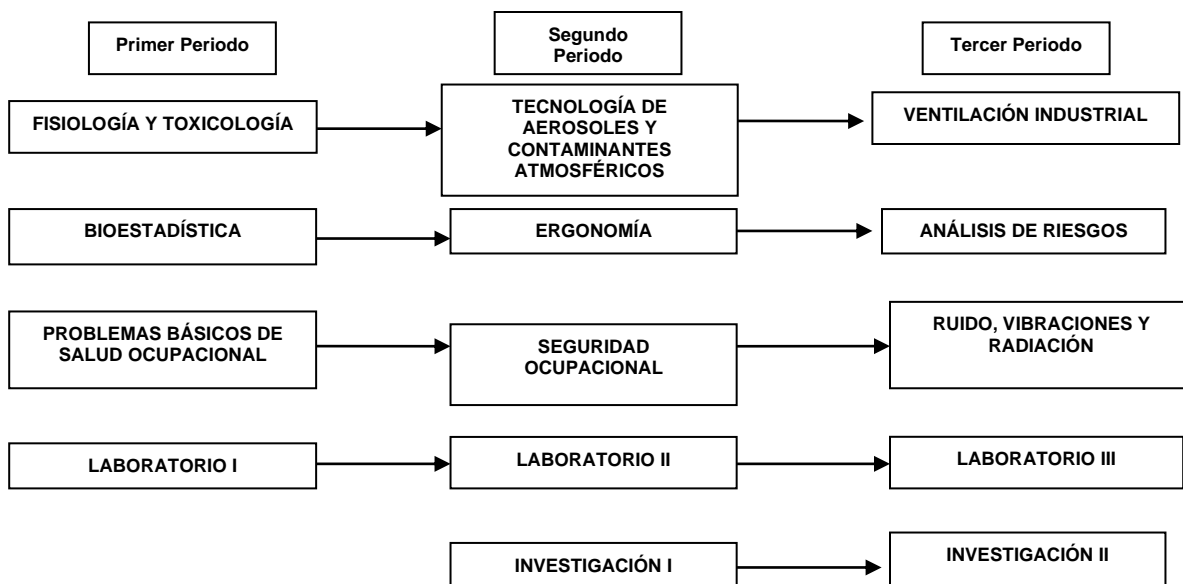 Primer Periodo
Segundo
Periodo
Tercer Periodo
FISIOLOGÍA Y TOXICOLOGÍA
TECNOLOGÍA DE
AEROSOLES Y
CONTAMINANTES
ATMOSFÉRICOS
VENTILACIÓN INDUSTRIAL
BIOESTADÍSTICA
ERGONOMÍA
ANÁLISIS DE RIESGOS
PROBLEMAS BÁSICOS DE
SALUD OCUPACIONAL
SEGURIDAD
OCUPACIONAL
RUIDO, VIBRACIONES Y
RADIACIÓN
LABORATORIO I
LABORATORIO II
LABORATORIO III
INVESTIGACIÓN I
INVESTIGACIÓN II